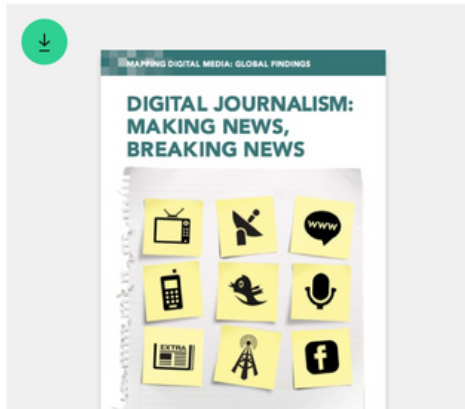 MAPPING DIGITAL MEDIA: GLOBAL FINDINGS
DIGITAL JOURNALISM:
MAKING NEWS,
BREAKING NEWS
www
EXTRA
f